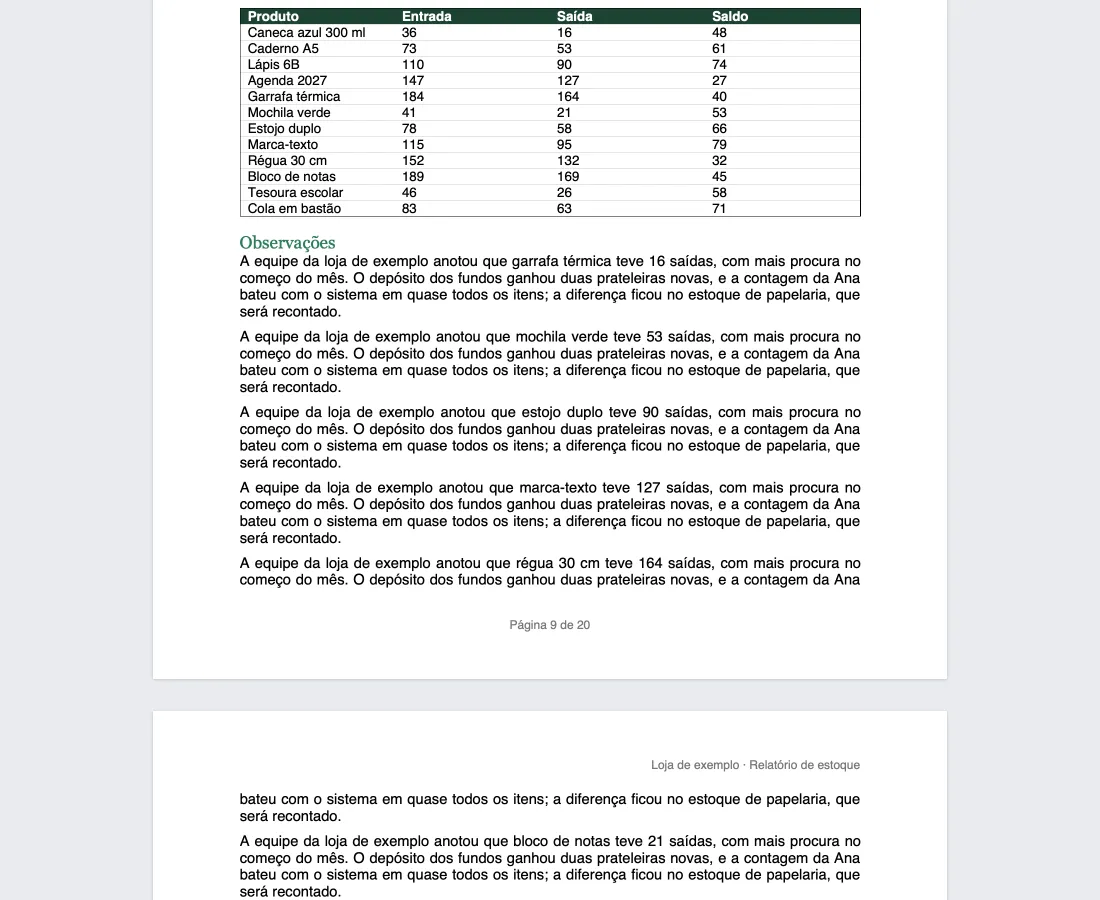 Produto Entrada Saída Saldo
Caneca azul 300 ml 36 16 48
Caderno A5 73 53 61
Lápis 6B 110 90 74
Agenda 2027 147 127 27
Garrafa térmica 184 164 40
Mochila verde 41 21 53
Estojo duplo 78 58 66
Marca-texto 115 95 79
Régua 30 cm 152 132 32
Bloco de notas 189 169 45
Tesoura escolar 46 26 58
Cola em bastão 83 63 71
Observações
A equipe da loja de exemplo anotou que garrafa térmica teve 16 saídas, com mais procura no
começo do mês. O depósito dos fundos ganhou duas prateleiras novas, e a contagem da Ana
bateu com o sistema em quase todos os itens; a diferença ficou no estoque de papelaria, que
será recontado.
A equipe da loja de exemplo anotou que mochila verde teve 53 saídas, com mais procura no
começo do mês. O depósito dos fundos ganhou duas prateleiras novas, e a contagem da Ana
bateu com o sistema em quase todos os itens; a diferença ficou no estoque de papelaria, que
será recontado.
A equipe da loja de exemplo anotou que estojo duplo teve 90 saídas, com mais procura no
começo do mês. O depósito dos fundos ganhou duas prateleiras novas, e a contagem da Ana
bateu com o sistema em quase todos os itens; a diferença ficou no estoque de papelaria, que
será recontado.
A equipe da loja de exemplo anotou que marca-texto teve 127 saídas, com mais procura no
começo do mês. O depósito dos fundos ganhou duas prateleiras novas, e a contagem da Ana
bateu com o sistema em quase todos os itens; a diferença ficou no estoque de papelaria, que
será recontado.
A equipe da loja de exemplo anotou que régua 30 cm teve 164 saídas, com mais procura no
começo do mês. O depósito dos fundos ganhou duas prateleiras novas, e a contagem da Ana
Página 9 de 20
Loja de exemplo · Relatório de estoque
bateu com o sistema em quase todos os itens; a diferença ficou no estoque de papelaria, que
será recontado.
A equipe da loja de exemplo anotou que bloco de notas teve 21 saídas, com mais procura no
começo do mês. O depósito dos fundos ganhou duas prateleiras novas, e a contagem da Ana
bateu com o sistema em quase todos os itens; a diferença ficou no estoque de papelaria, que
será recontado.